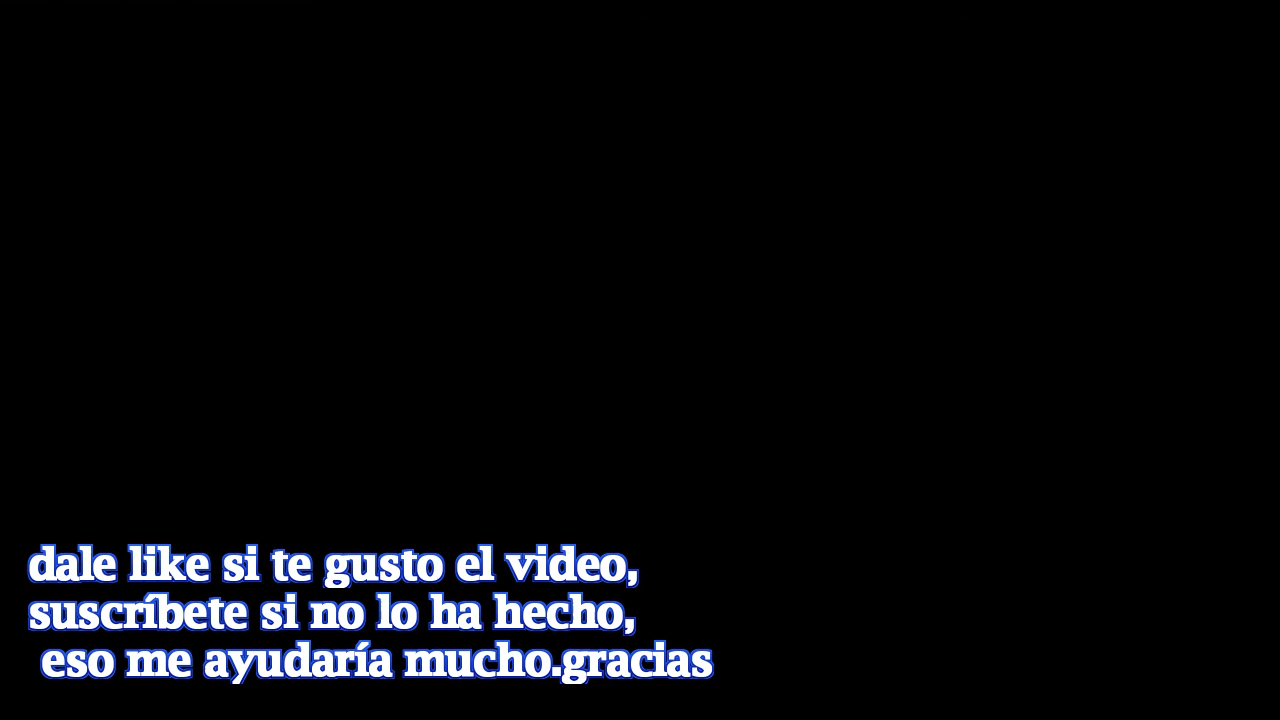 dale like si te gusto el video,
suscríbete si no lo ha hecho,
eso me ayudaría mucho.gracias